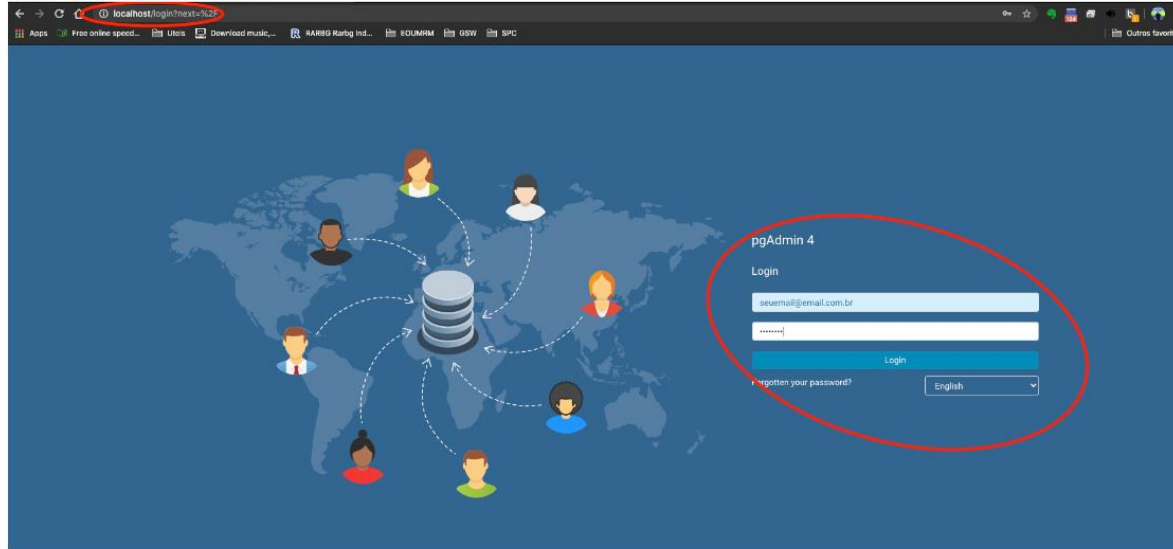 localhost/login?next=%2F
Apps Free online speed... Uteis Download music,... RARBG Rarbg Ind... EOUMRM GSW SPC Outros favorit
pgAdmin 4
Login
seuemail@email.com.br
Login
Forgotten your password? English